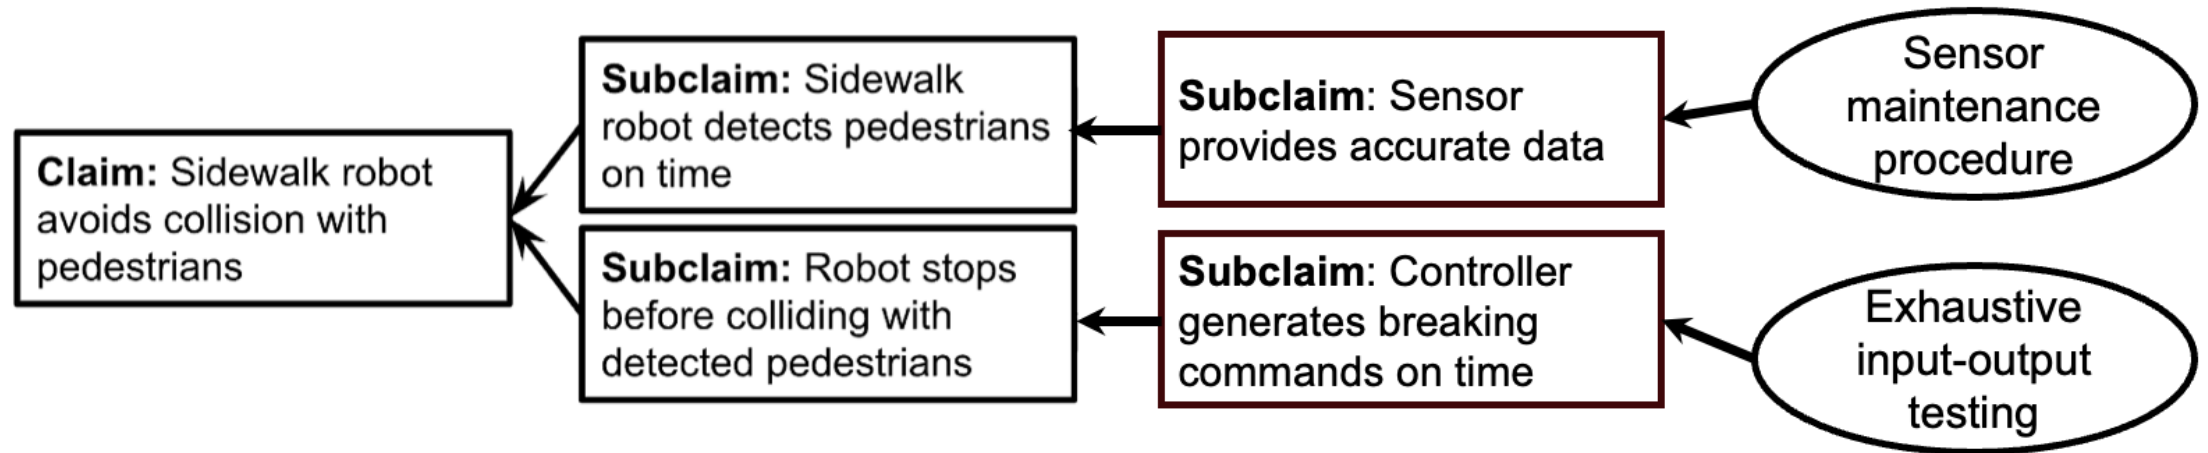 Claim: Sidewalk robot
avoids collision with
pedestrians
Subclaim: Sidewalk
robot detects pedestrians
on time
Subclaim: Robot stops
before colliding with
detected pedestrians
Subclaim: Sensor
provides accurate data
Subclaim: Controller
generates breaking
commands on time
Sensor
maintenance
procedure
Exhaustive
input-output
testing